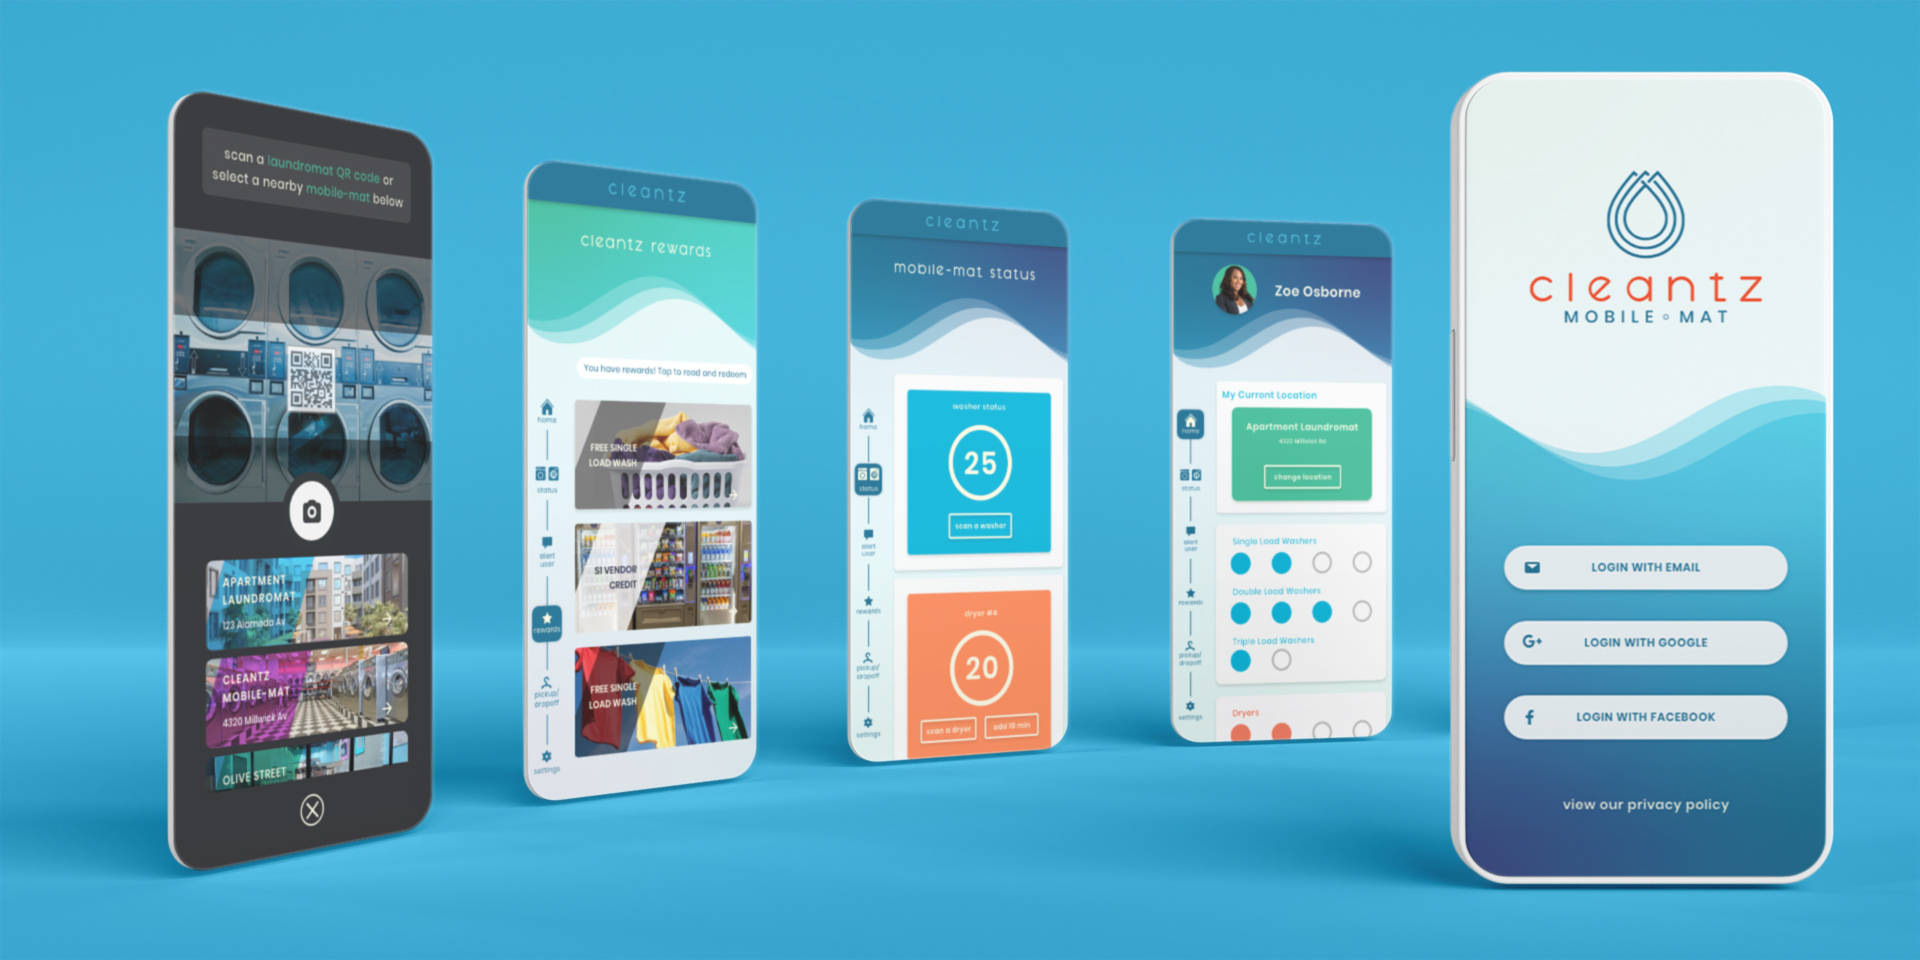 scan a laundromat QR code or
select a nearby mobile-mat below
APARTMENT
LAUNDROMAT
123 Alameda Av
CLEANTZ
MOBILE-MAT
4320 Millwick Av
OLIVE STREET
cleantz
cleantz rewards
You have rewards! Tap to read and redeem
home
status
alert
user
rewards
pickup/
dropoff
settings
FREE SINGLE
LOAD WASH
$1 VENDOR
CREDIT
FREE SINGLE
LOAD WASH
cleantz
mobile-mat status
home
status
alert
user
rewards
pickup/
dropoff
settings
washer status
25
scan a washer
dryer #4
20
scan a dryer
add 10 min
cleantz
Zoe Osborne
home
status
alert
user
rewards
pickup/
dropoff
settings
My Current Location
Apartment Laundromat
change location
Single Load Washers
Double Load Washers
Triple Load Washers
Dryers
cleantz
MOBILE MAT
LOGIN WITH EMAIL
G+ LOGIN WITH GOOGLE
f LOGIN WITH FACEBOOK
view our privacy policy